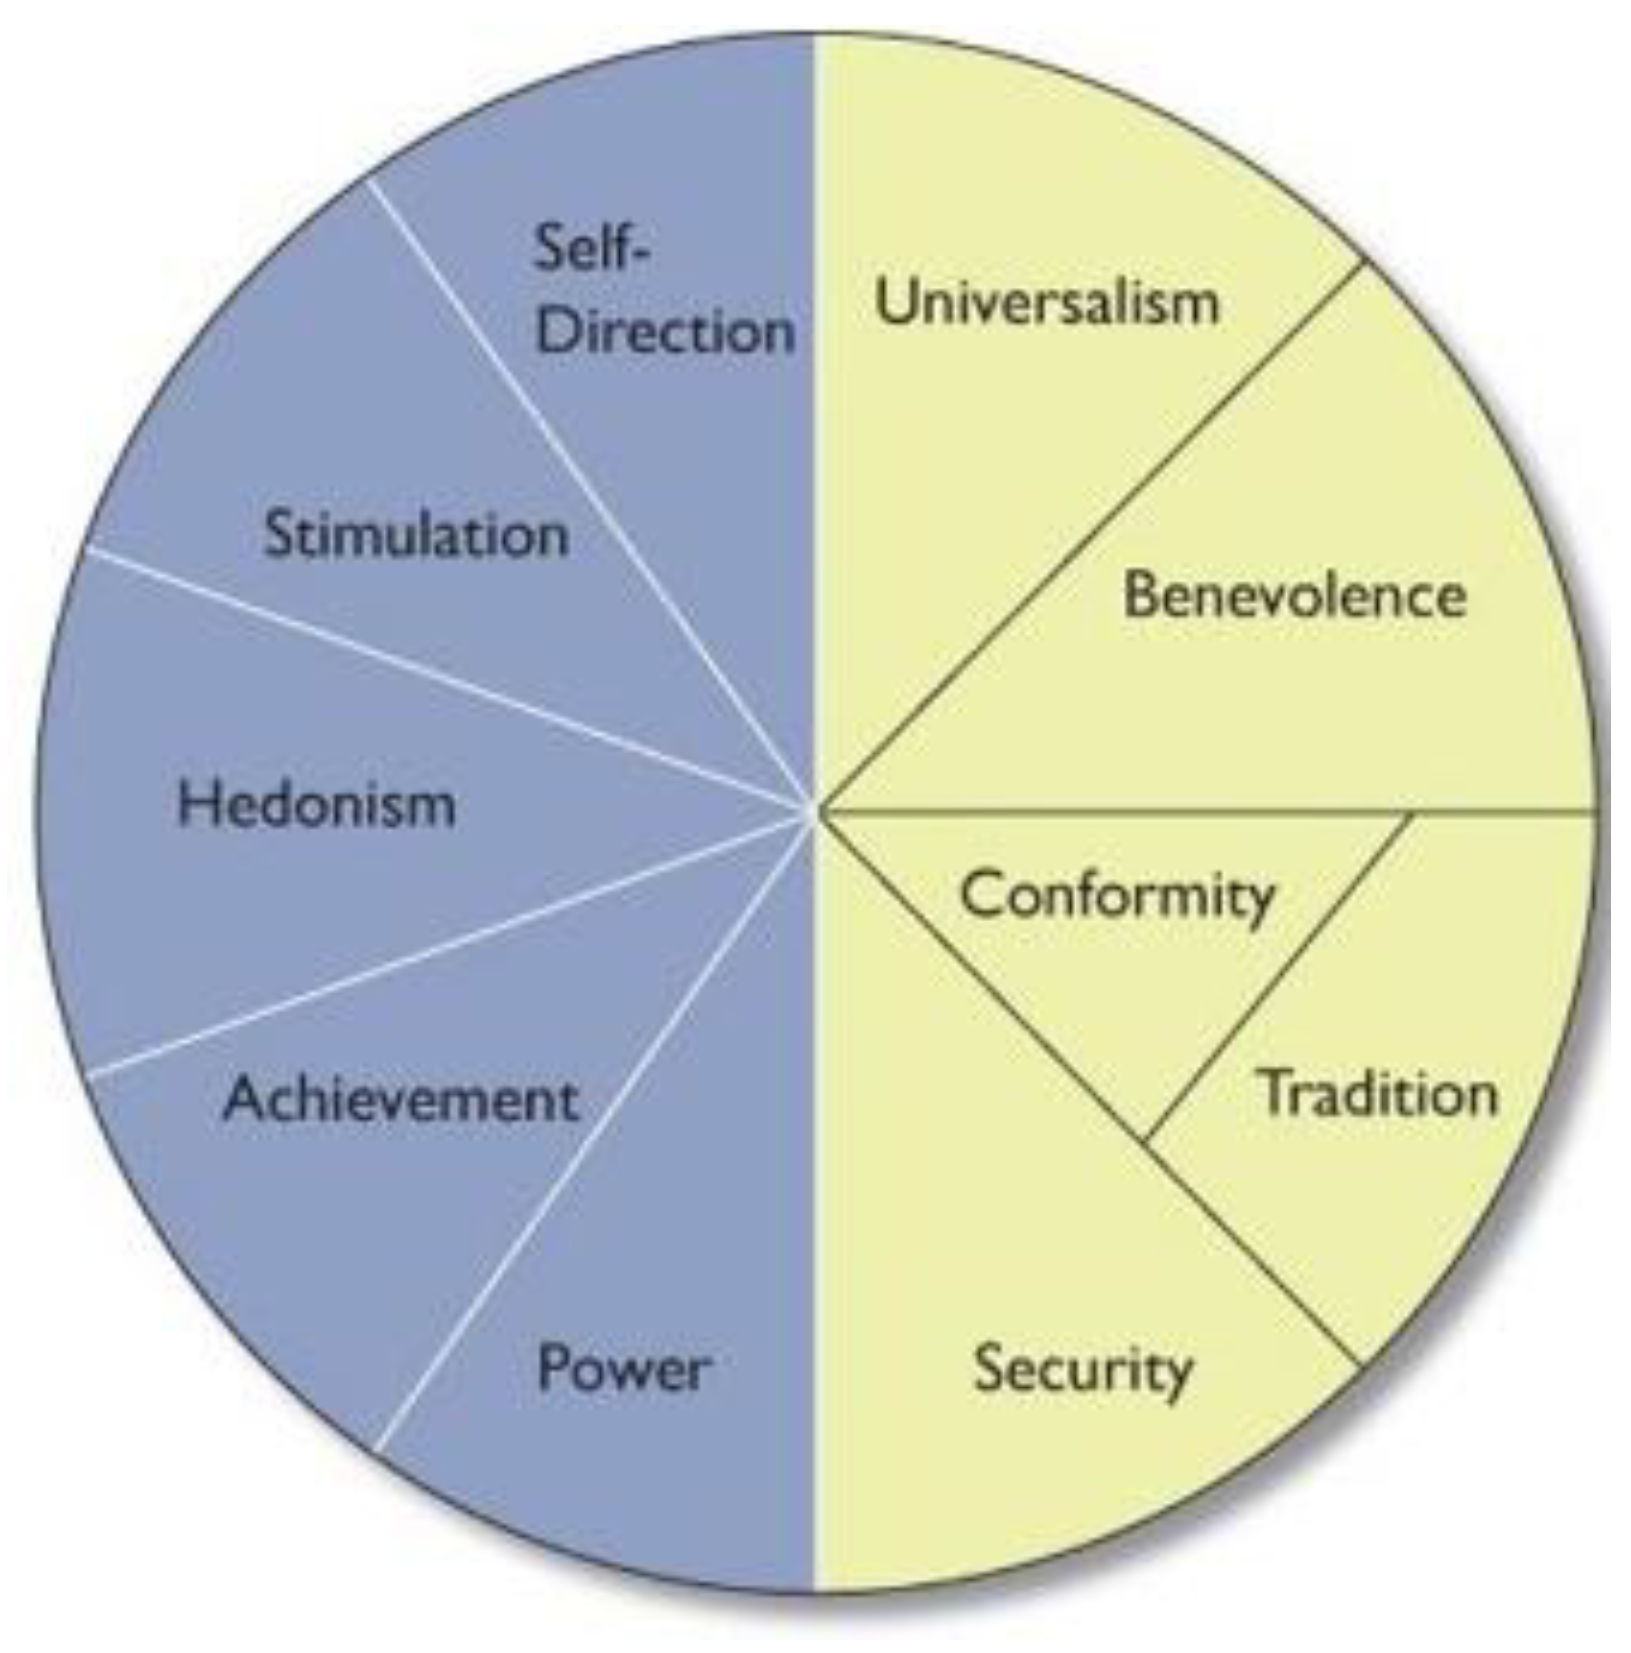 Self-
Direction
Universalism
Stimulation
Benevolence
Hedonism
Conformity
Achievement
Tradition
Power
Security